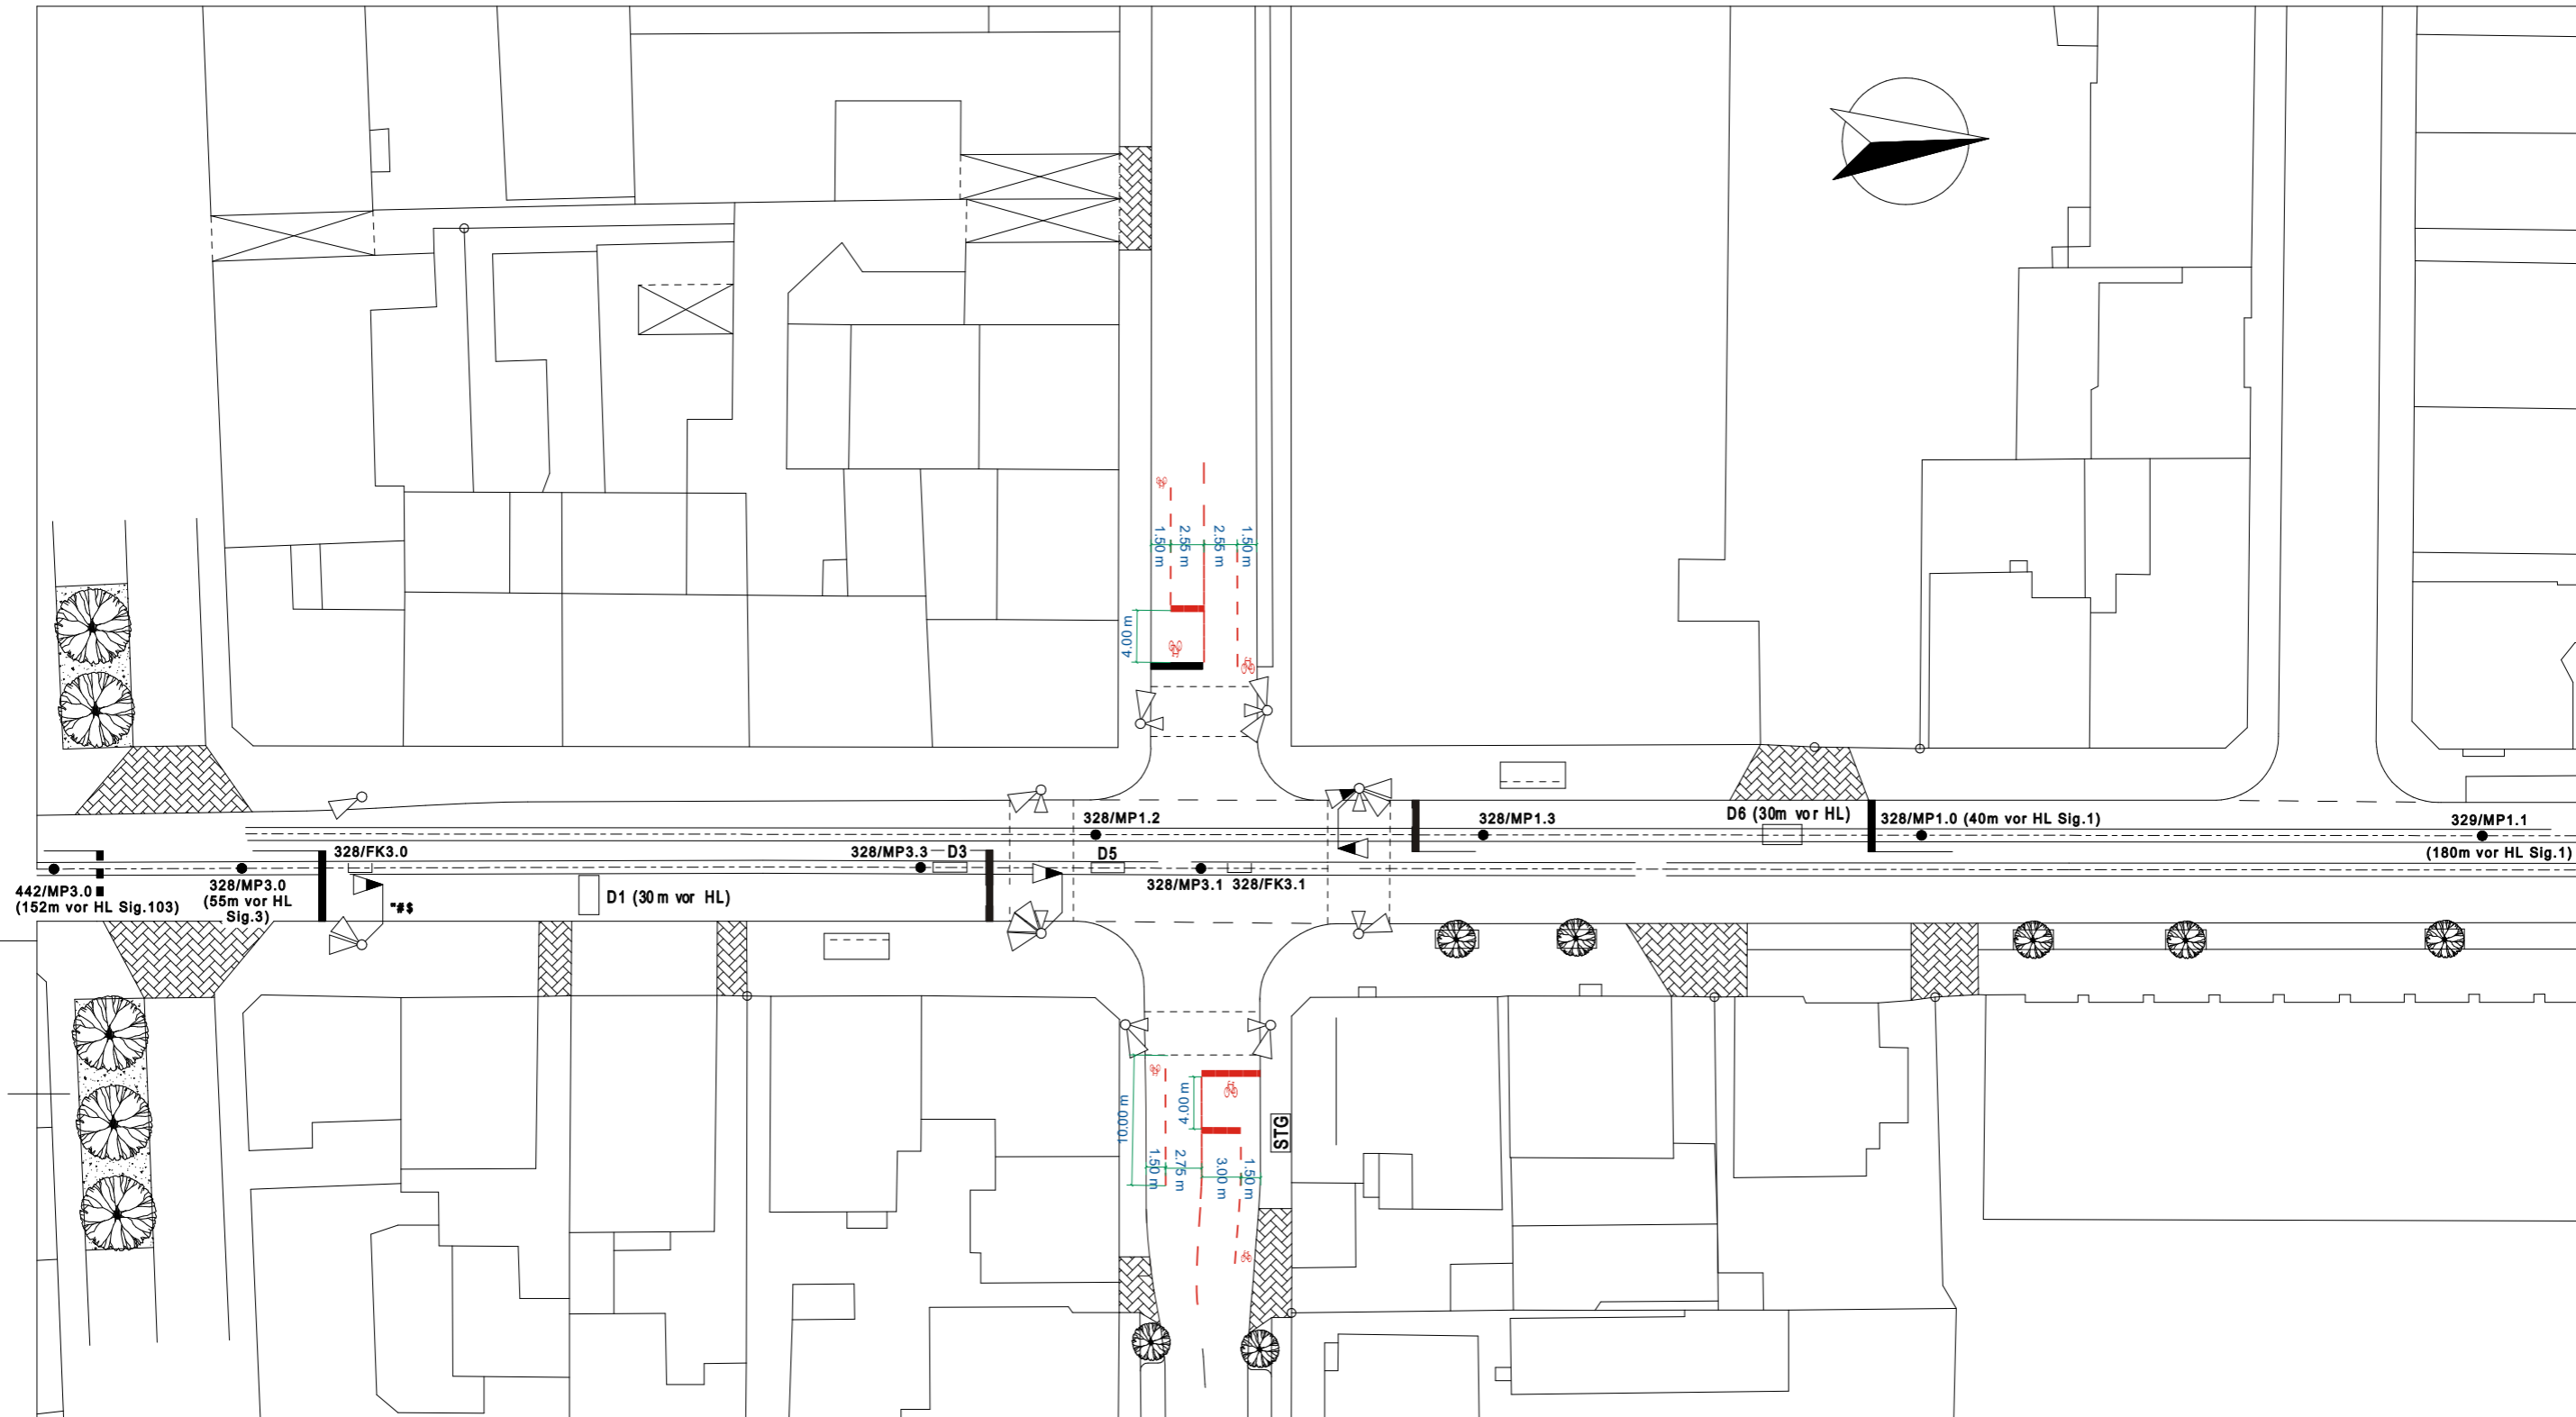 1.50 m
2.55 m
2.55 m
1.50 m
4.00 m
328/MP1.2
328/MP1.3
D6 (30m vor HL)
328/MP1.0 (40m vor HL Sig.1)
329/MP1.1
(180m vor HL Sig.1)
328/FK3.0
328/MP3.3
D3
D5
442/MP3.0
(152m vor HL Sig.103)
328/MP3.0
(55m vor HL
Sig.3)
"#$
D1 (30m vor HL)
328/MP3.1
328/FK3.1
10.00 m
4.00 m
STG
1.50 m
2.75 m
3.00 m
1.50 m